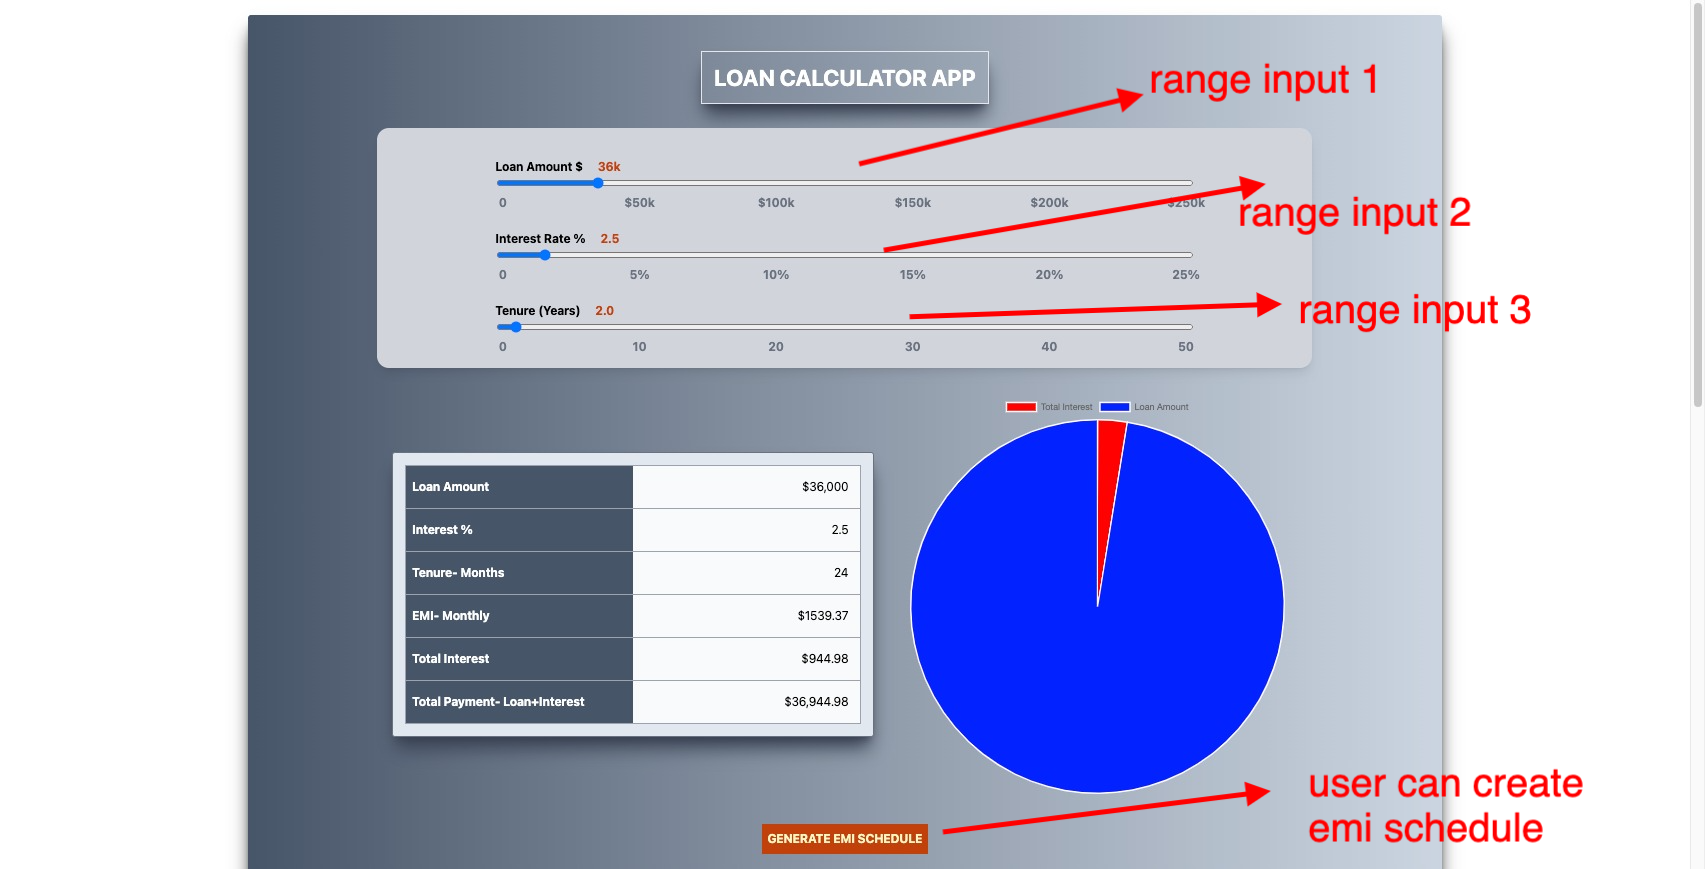 LOAN CALCULATOR APP
range input 1
Loan Amount $ 36k
0 $50k $100k $150k $200k $250k
range input 2
Interest Rate % 2.5
0 5% 10% 15% 20% 25%
Tenure (Years) 2.0
range input 3
0 10 20 30 40 50
Total Interest Loan Amount
Loan Amount $36,000
Interest % 2.5
Tenure- Months 24
EMI- Monthly $1539.37
Total Interest $944.98
Total Payment- Loan+Interest $36,944.98
user can create
emi schedule
GENERATE EMI SCHEDULE